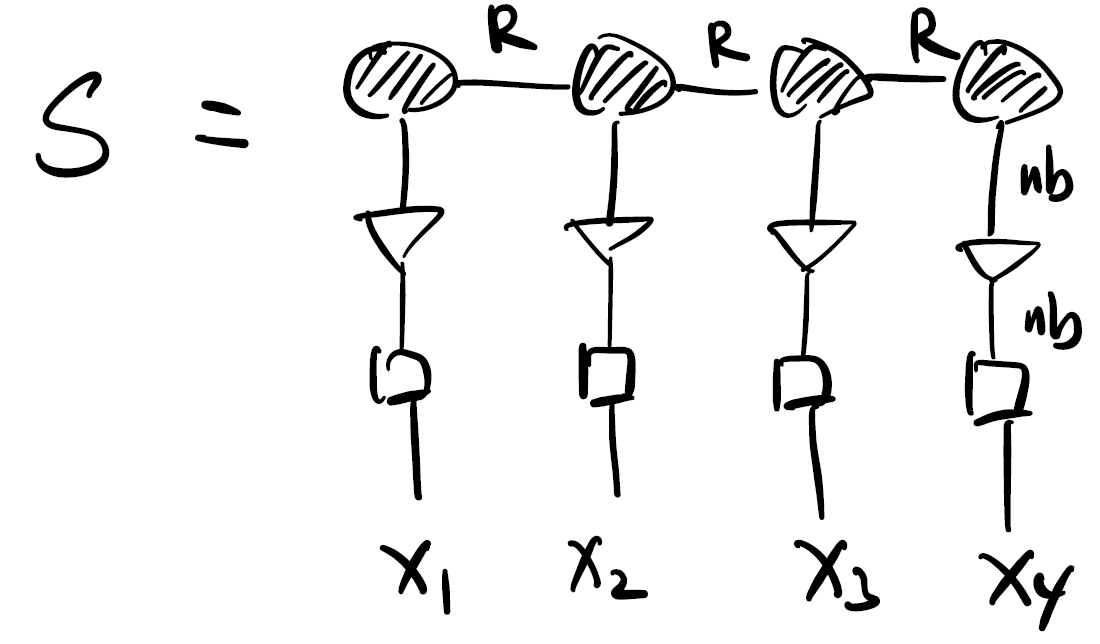 R R R
S =
nb
nb
X1 X2 X3 X4